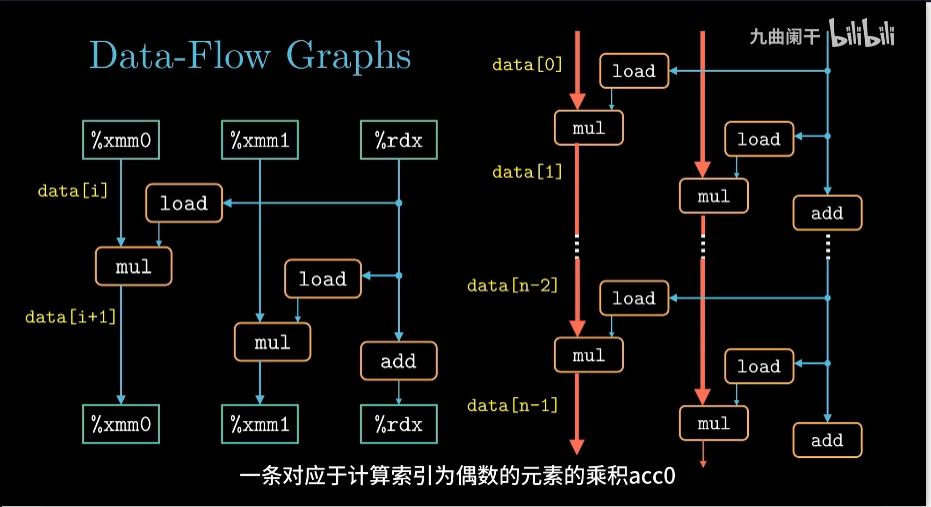 九曲阑干 bilibili
Data-Flow Graphs
%xmm0 %xmm1 %rdx
data[i]
load
mul
load
data[i+1]
mul
add
%xmm0 %xmm1 %rdx
data[0]
load
mul
load
data[1]
mul
add
data[n-2]
load
mul
load
data[n-1]
mul
add
一条对应于计算索引为偶数的元素的乘积acc0